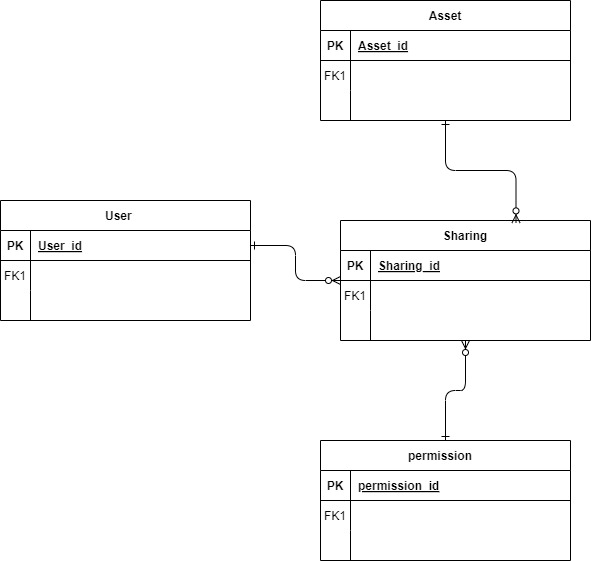 Asset
PK Asset_id
FK1
User
PK User_id
FK1
Sharing
PK Sharing_id
FK1
permission
PK permission_id
FK1